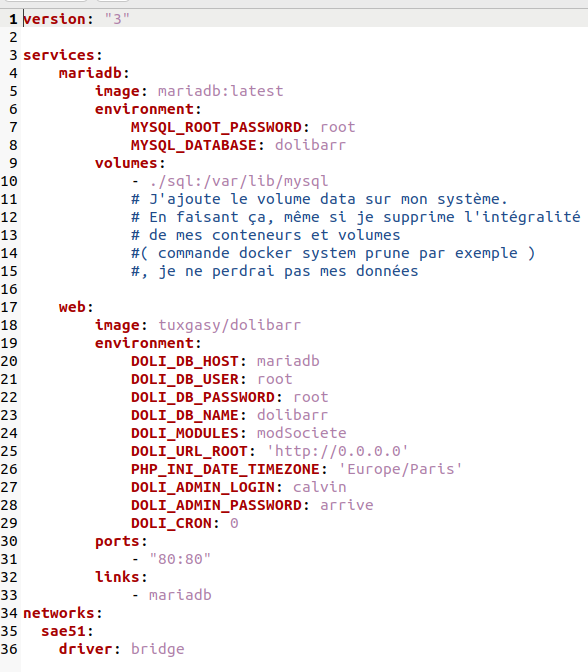 1 version: "3"
2
3 services:
4     mariadb:
5         image: mariadb:latest
6         environment:
7             MYSQL_ROOT_PASSWORD: root
8             MYSQL_DATABASE: dolibarr
9         volumes:
10             - ./sql:/var/lib/mysql
11             # J'ajoute le volume data sur mon système.
12             # En faisant ça, même si je supprime l'intégralité
13             # de mes conteneurs et volumes
14             #( commande docker system prune par exemple )
15             #, je ne perdrai pas mes données
16
17     web:
18         image: tuxgasy/dolibarr
19         environment:
20             DOLI_DB_HOST: mariadb
21             DOLI_DB_USER: root
22             DOLI_DB_PASSWORD: root
23             DOLI_DB_NAME: dolibarr
24             DOLI_MODULES: modSociete
25             DOLI_URL_ROOT: 'http://0.0.0.0'
26             PHP_INI_DATE_TIMEZONE: 'Europe/Paris'
27             DOLI_ADMIN_LOGIN: calvin
28             DOLI_ADMIN_PASSWORD: arrive
29             DOLI_CRON: 0
30         ports:
31             - "80:80"
32         links:
33             - mariadb
34 networks:
35   sae51:
36     driver: bridge